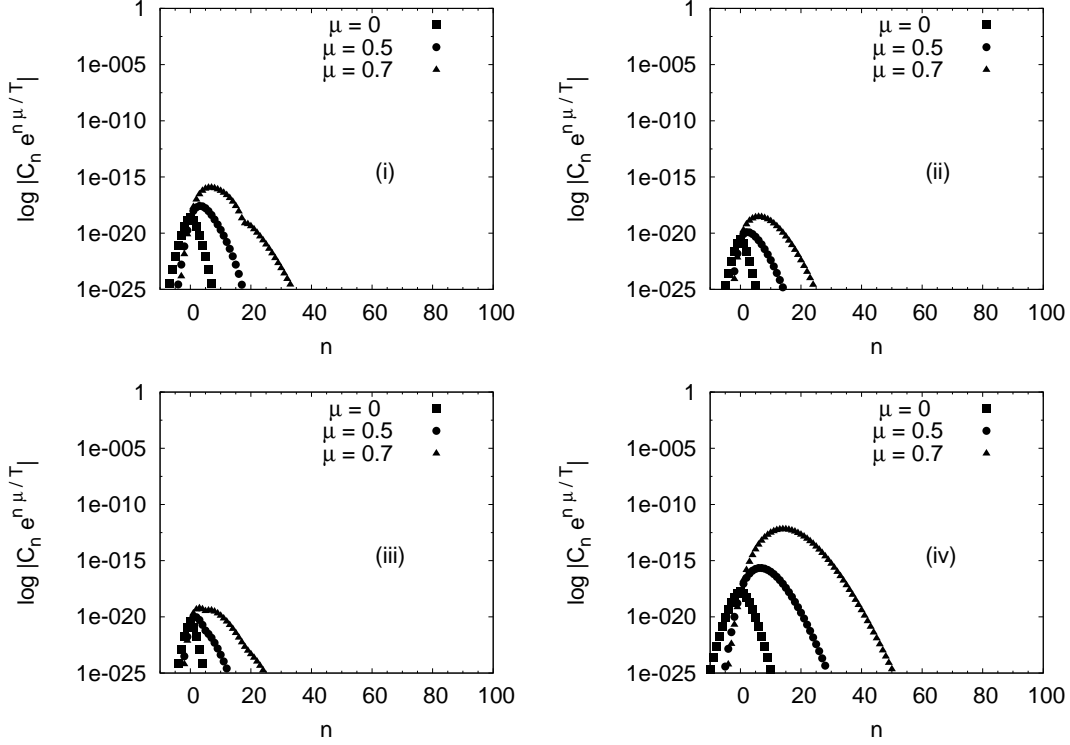 μ = 0
μ = 0.5
μ = 0.7
1
1e-005
1e-010
1e-015
1e-020
1e-025
log |C_n e^{n μ / T}|
(i)
0 20 40 60 80 100
n
μ = 0
μ = 0.5
μ = 0.7
1
1e-005
1e-010
1e-015
1e-020
1e-025
log |C_n e^{n μ / T}|
(ii)
0 20 40 60 80 100
n
μ = 0
μ = 0.5
μ = 0.7
1
1e-005
1e-010
1e-015
1e-020
1e-025
log |C_n e^{n μ / T}|
(iii)
0 20 40 60 80 100
n
μ = 0
μ = 0.5
μ = 0.7
1
1e-005
1e-010
1e-015
1e-020
1e-025
log |C_n e^{n μ / T}|
(iv)
0 20 40 60 80 100
n